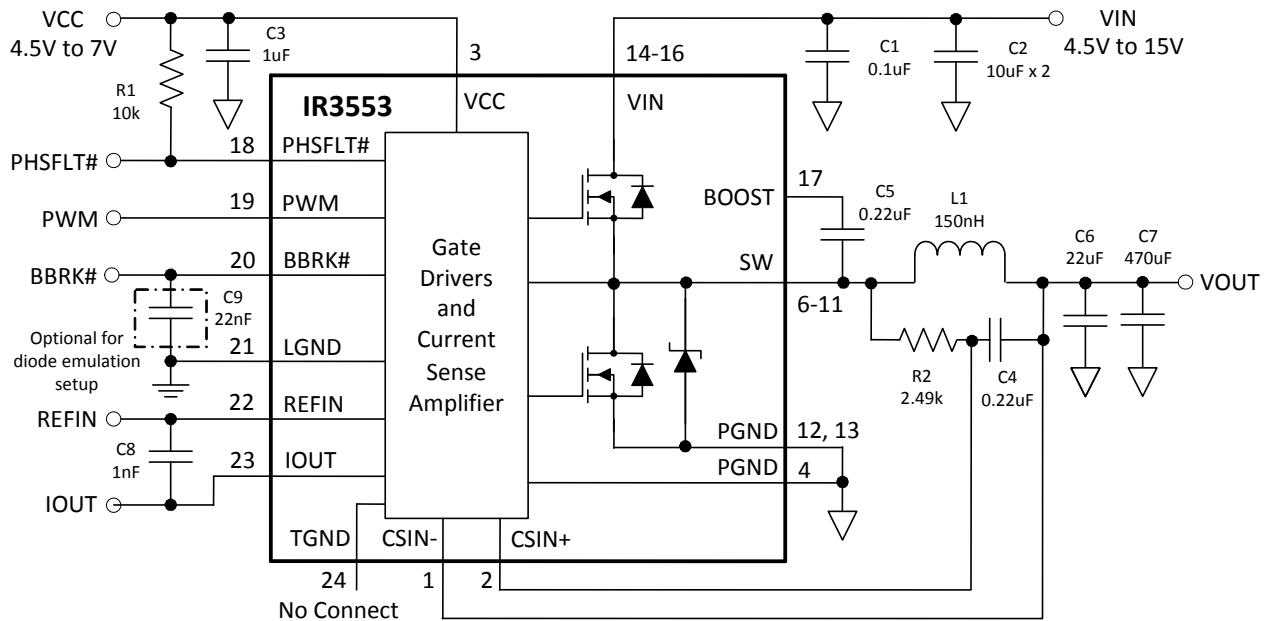 VCC
4.5V to 7V
C3
1uF
3
14-16
C1
0.1uF
C2
10uF x 2
VIN
4.5V to 15V
R1
10k
IR3553
VCC
VIN
PHSFLT#
18
PHSFLT#
PWM
19
PWM
BBRK#
20
BBRK#
C9
22nF
Optional for
diode emulation
setup
21
LGND
REFIN
22
REFIN
C8
1nF
23
IOUT
IOUT
Gate
Drivers
and
Current
Sense
Amplifier
BOOST
17
C5
0.22uF
L1
150nH
SW
6-11
C6
22uF
C7
470uF
VOUT
R2
2.49k
C4
0.22uF
PGND
12, 13
PGND
4
TGND
CSIN-
CSIN+
24
1
2
No Connect